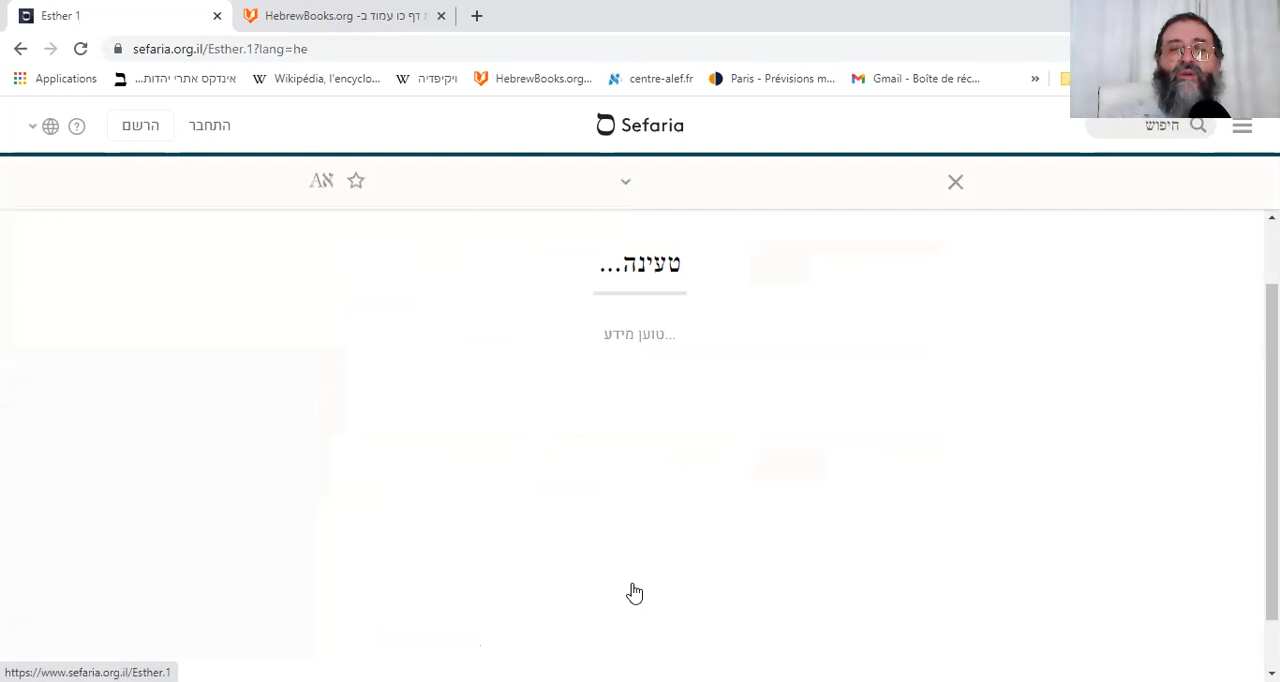 Esther 1
HebrewBooks.org -ת דף כו עמוד ב
sefaria.org.il/Esther.1?lang=he
Applications
אינדקס אתרי יהדות...
Wikipédia, l'encyclo...
ויקיפדיה
HebrewBooks.org...
centre-alef.fr
Paris - Prévisions m...
Gmail - Boîte de réc...
»
הרשם
התחבר
Sefaria
חיפוש
אA
טעינה...
טוען מידע...
https://www.sefaria.org.il/Esther.1